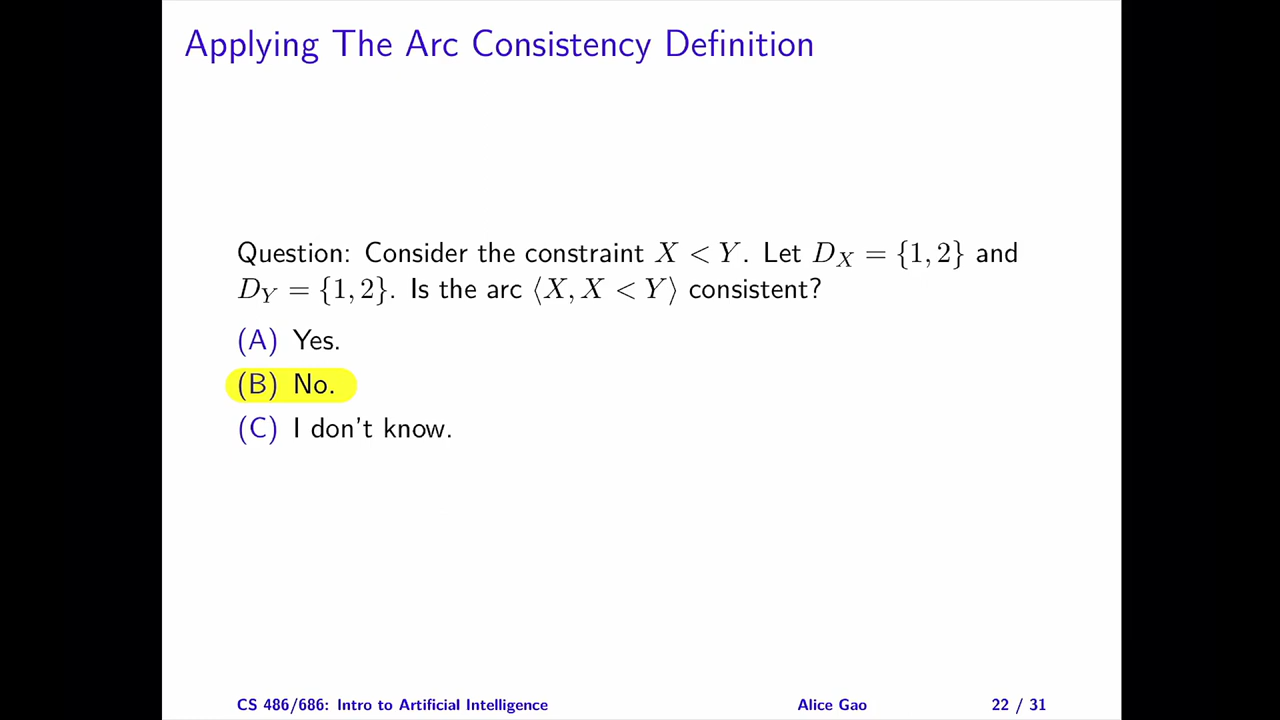 Applying The Arc Consistency Definition
Question: Consider the constraint X < Y. Let D_X = {1, 2} and
D_Y = {1, 2}. Is the arc ⟨X, X < Y⟩ consistent?
(A) Yes.
(B) No.
(C) I don't know.
CS 486/686: Intro to Artificial Intelligence Alice Gao 22 / 31